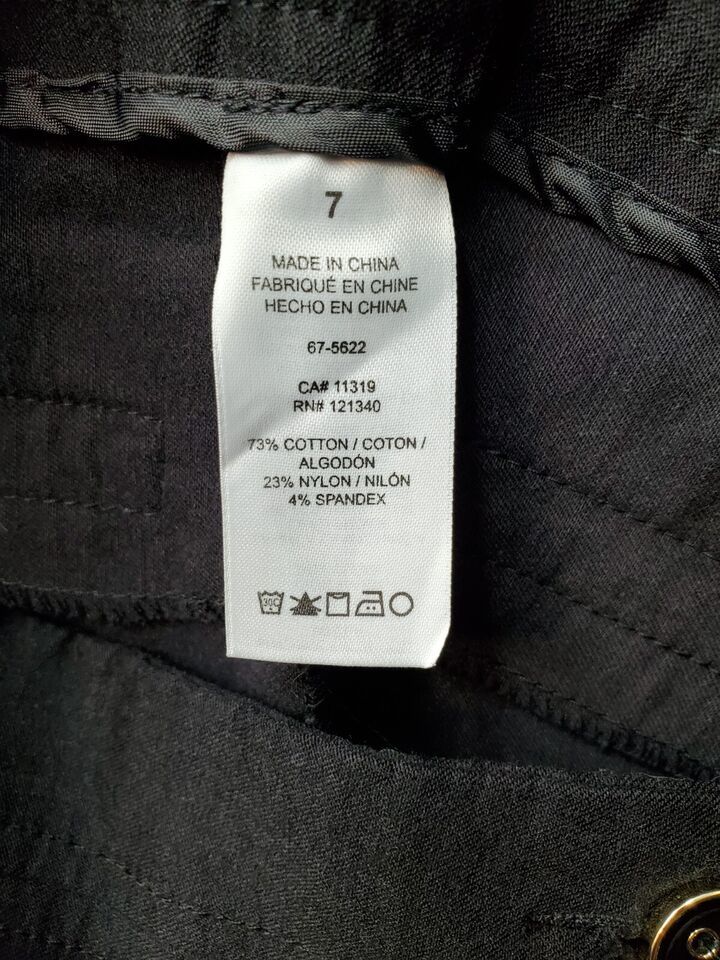 7
MADE IN CHINA
FABRIQUÉ EN CHINE
HECHO EN CHINA
67-5622
CA# 11319
RN# 121340
73% COTTON / COTON /
ALGODÓN
23% NYLON / NILÓN
4% SPANDEX
30C